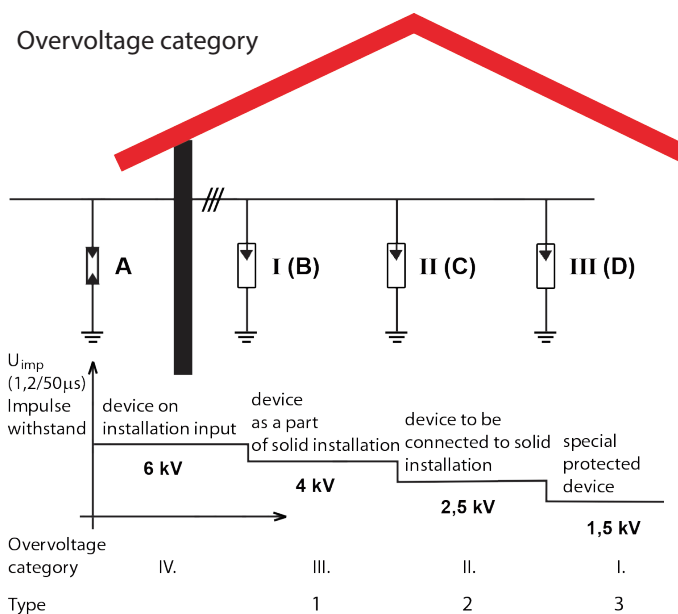 Overvoltage category
A
I (B)
II (C)
III (D)
Uimp
(1,2/50µs)
Impulse
withstand
device on
installation input
6 kV
device
as a part
of solid installation
4 kV
device to be
connected to solid
installation
2,5 kV
special
protected
device
1,5 kV
Overvoltage
category IV. III. II. I.
Type 1 2 3